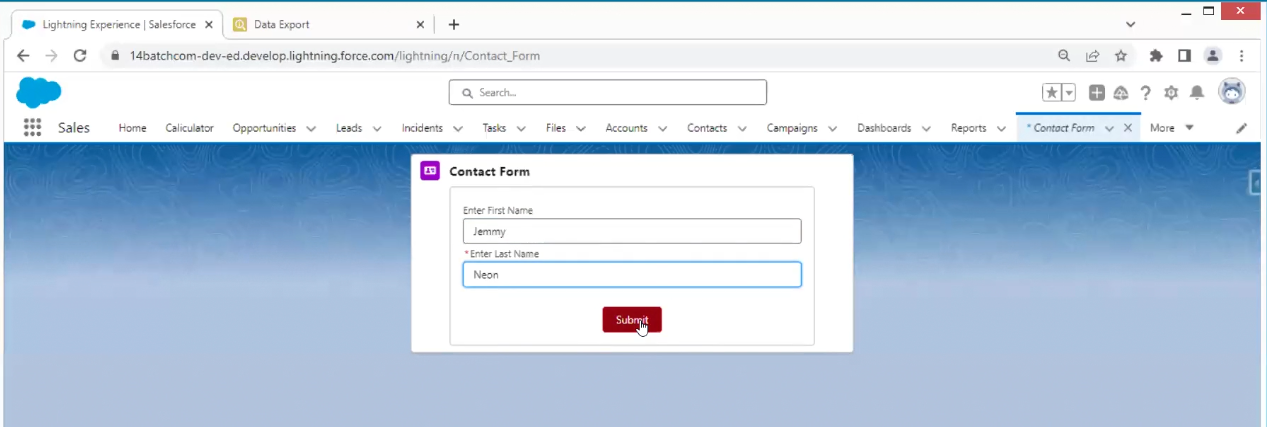 Lightning Experience | Salesforce
Data Export
14batchcom-dev-ed.develop.lightning.force.com/lightning/n/Contact_Form
Search...
Sales Home Caliculator Opportunities Leads Incidents Tasks Files Accounts Contacts Campaigns Dashboards Reports * Contact Form More
Contact Form
Enter First Name
Jemmy
*Enter Last Name
Neon
Submit